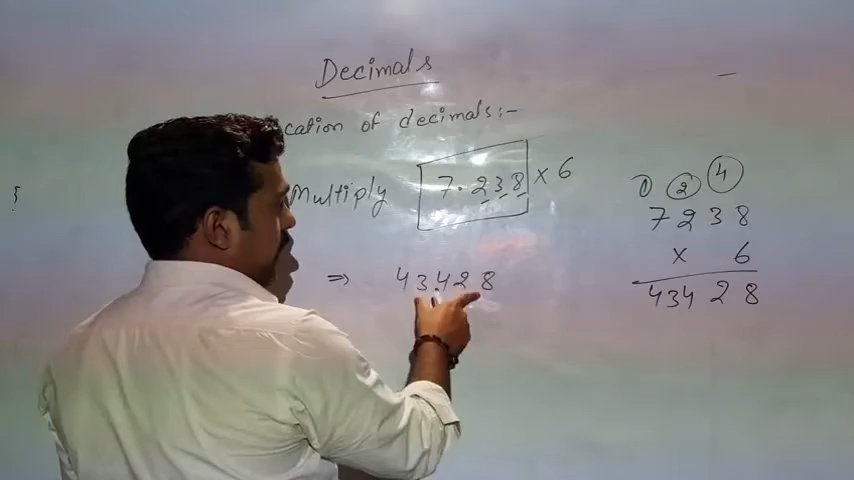 Decimals
cation of decimals:-
Multiply 7.238 x 6
⇒ 43428
1 2 4
7238
x 6
43428